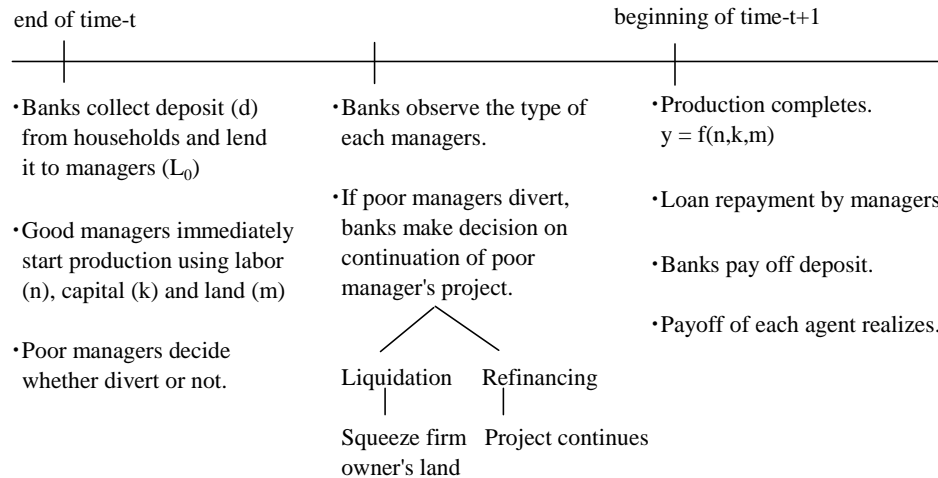 end of time-t
beginning of time-t+1
・Banks collect deposit (d)
from households and lend
it to managers (L0)
・Good managers immediately
start production using labor
(n), capital (k) and land (m)
・Poor managers decide
whether divert or not.
・Banks observe the type of
each managers.
・If poor managers divert,
banks make decision on
continuation of poor
manager's project.
Liquidation
Refinancing
Squeeze firm
owner's land
Project continues
・Production completes.
y = f(n,k,m)
・Loan repayment by managers
・Banks pay off deposit.
・Payoff of each agent realizes.